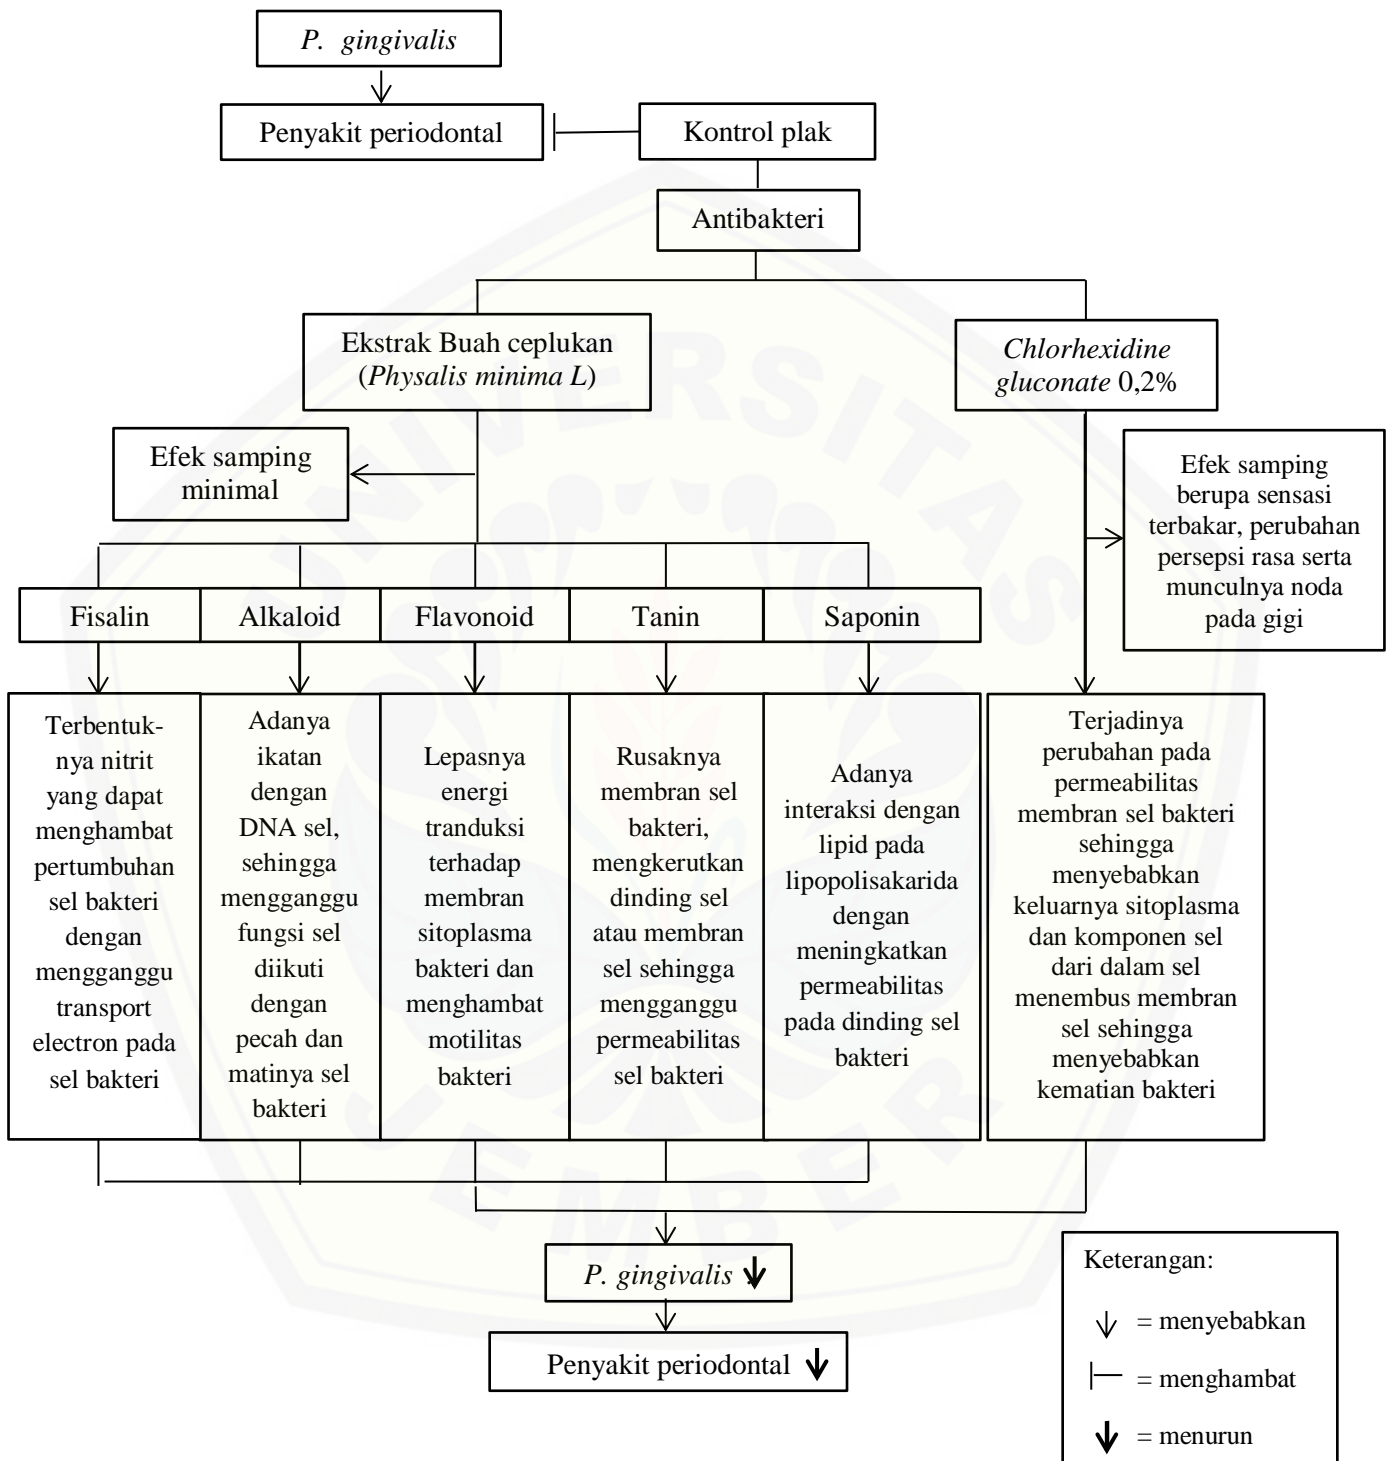 P. gingivalis
Penyakit periodontal
Kontrol plak
Antibakteri
Ekstrak Buah ceplukan
(Physalis minima L)
Chlorhexidine
gluconate 0,2%
Efek samping
minimal
Efek samping
berupa sensasi
terbakar, perubahan
persepsi rasa serta
munculnya noda
pada gigi
Fisalin
Alkaloid
Flavonoid
Tanin
Saponin
Terbentuk-
nya nitrit
yang dapat
menghambat
pertumbuhan
sel bakteri
dengan
mengganggu
transport
electron pada
sel bakteri
Adanya
ikatan
dengan
DNA sel,
sehingga
mengganggu
fungsi sel
diikuti
dengan
pecah dan
matinya sel
bakteri
Lepasnya
energi
tranduksi
terhadap
membran
sitoplasma
bakteri dan
menghambat
motilitas
bakteri
Rusaknya
membran sel
bakteri,
mengkerutkan
dinding sel
atau membran
sel sehingga
mengganggu
permeabilitas
sel bakteri
Adanya
interaksi dengan
lipid pada
lipopolisakarida
dengan
meningkatkan
permeabilitas
pada dinding sel
bakteri
Terjadinya
perubahan pada
permeabilitas
membran sel bakteri
sehingga
menyebabkan
keluarnya sitoplasma
dan komponen sel
dari dalam sel
menembus membran
sel sehingga
menyebabkan
kematian bakteri
P. gingivalis
Penyakit periodontal
Keterangan:
= menyebabkan
= menghambat
= menurun
UNIVERSITAS
JEMBER